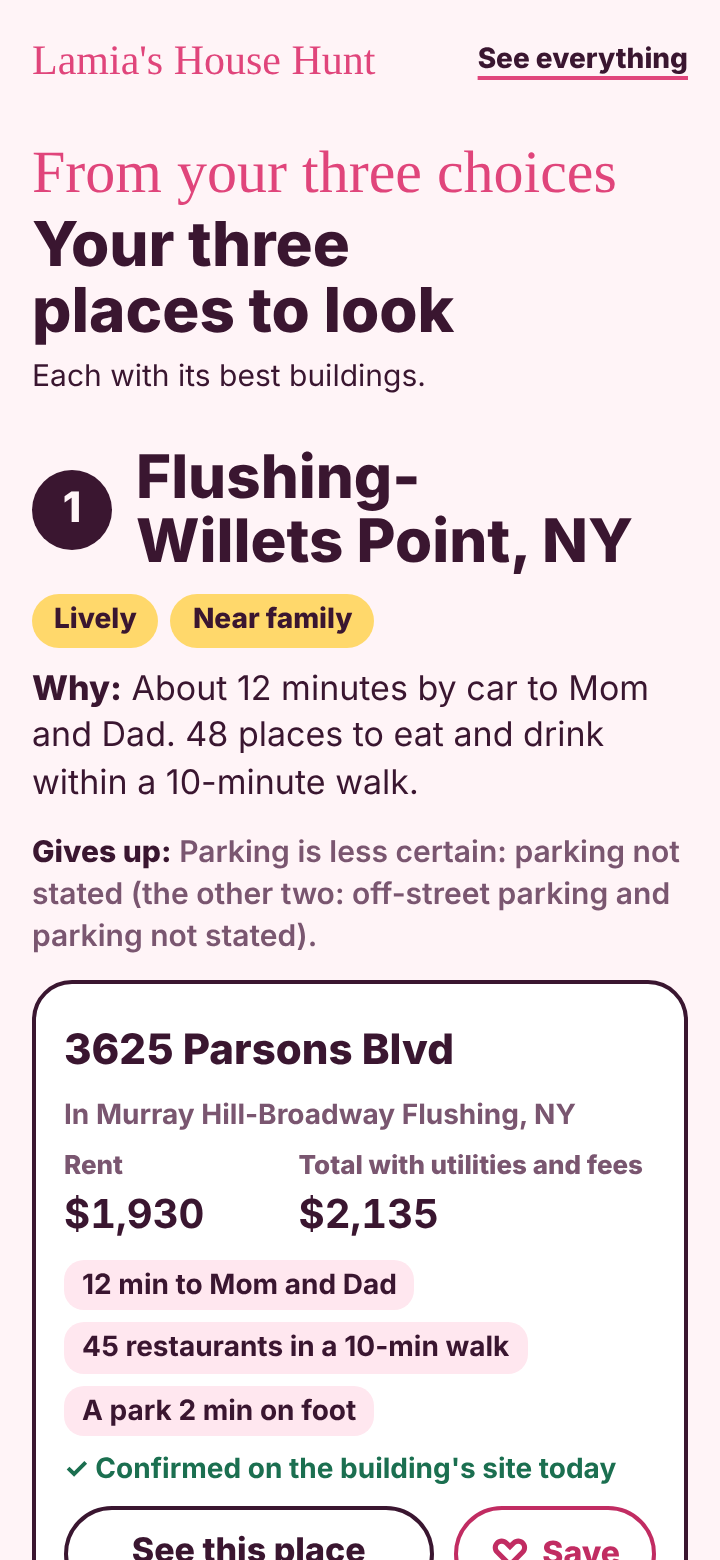 Lamia's House Hunt
See everything
From your three choices
Your three
places to look
Each with its best buildings.
1
Flushing-
Willets Point, NY
Lively
Near family
Why: About 12 minutes by car to Mom
and Dad. 48 places to eat and drink
within a 10-minute walk.
Gives up: Parking is less certain: parking not
stated (the other two: off-street parking and
parking not stated).
3625 Parsons Blvd
In Murray Hill-Broadway Flushing, NY
Rent
Total with utilities and fees
$1,930
$2,135
12 min to Mom and Dad
45 restaurants in a 10-min walk
A park 2 min on foot
✓ Confirmed on the building's site today
See this place
♡ Save